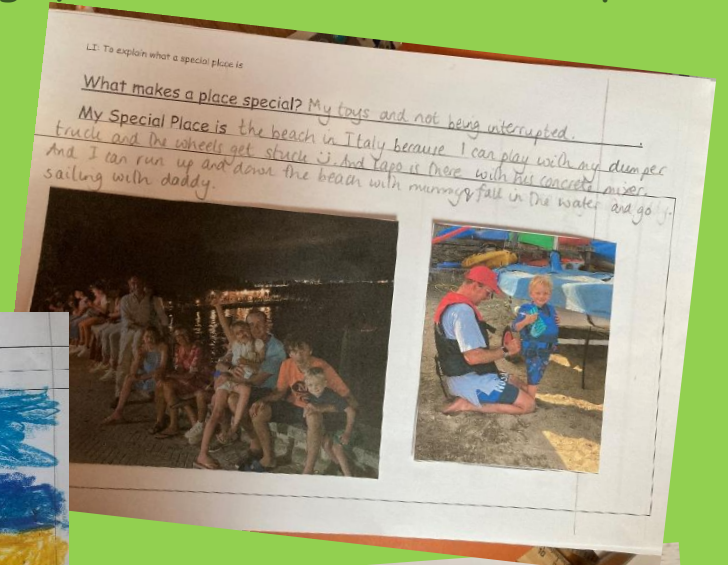 LI: To explain what a special place is
What makes a place special? My toys and not being interrupted.
My Special Place is the beach in Italy because I can play with my dumper
truck and the wheels get stuck :). And Yapo is there with his concrete mixer.
And I can run up and down the beach with mummy & fall in the water and go
sailing with daddy.